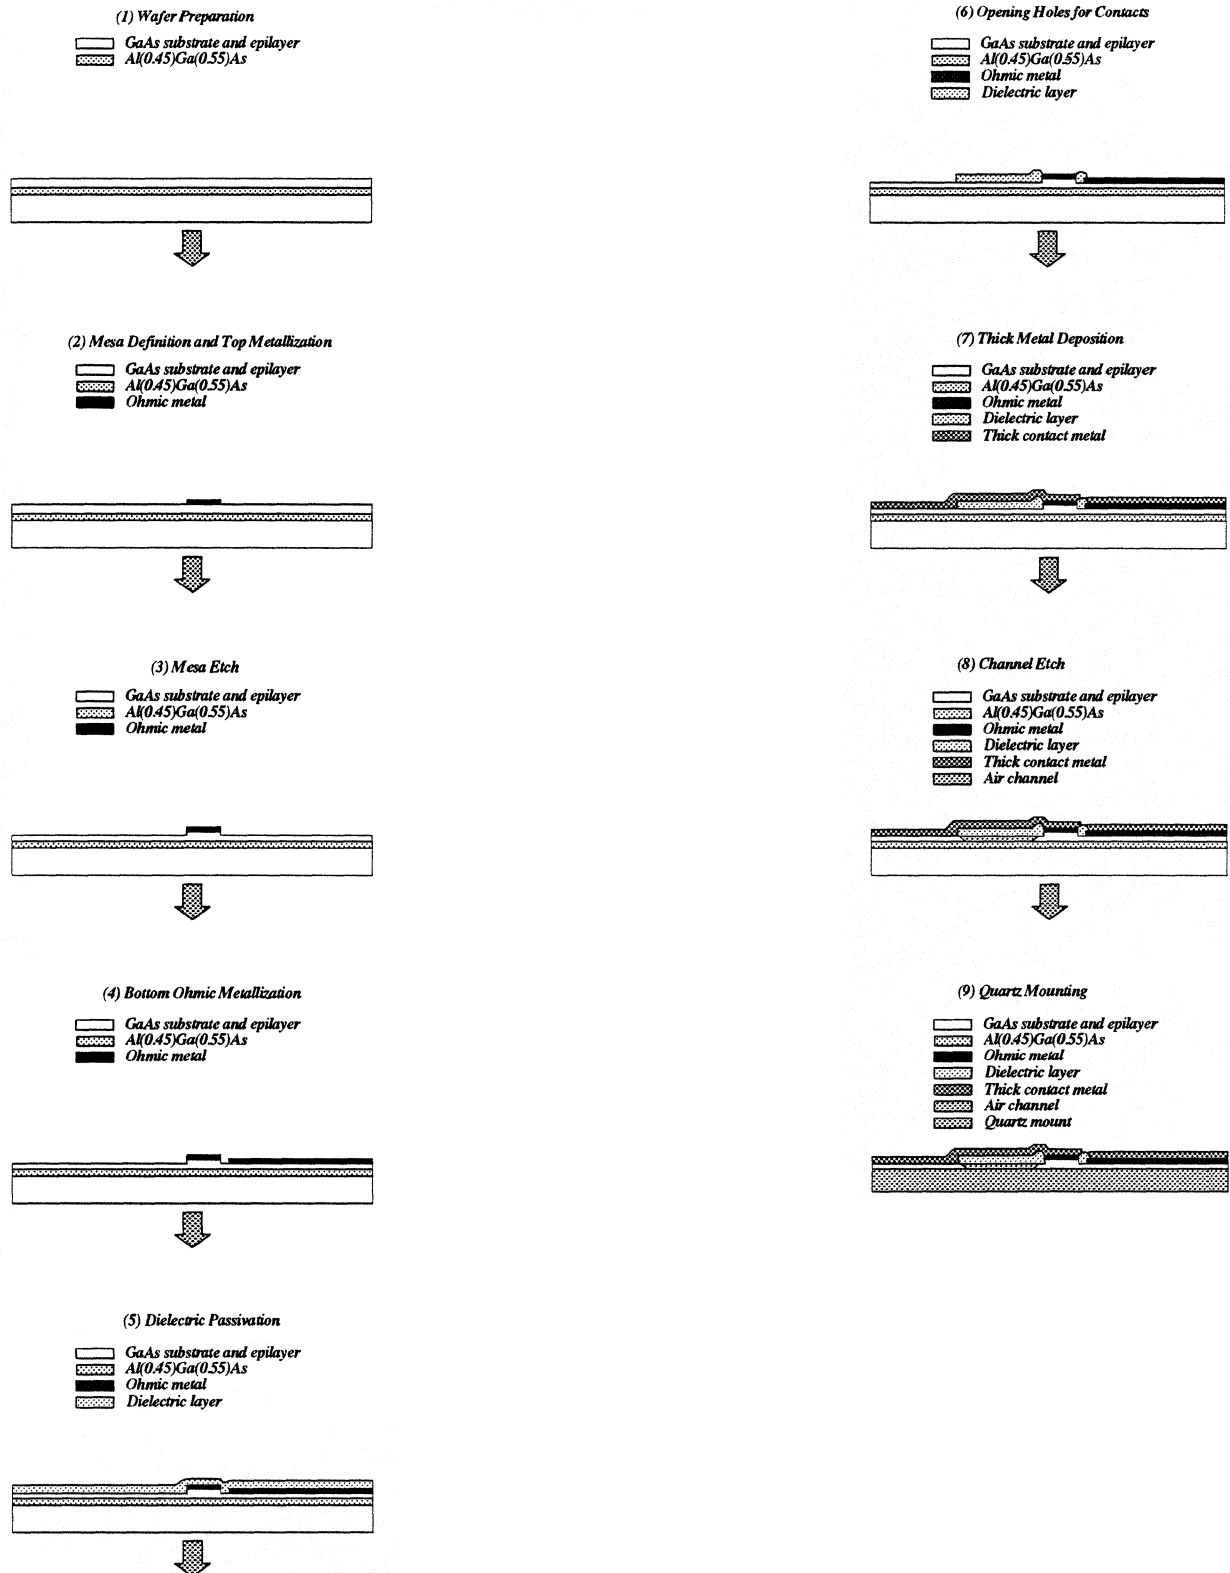 (1) Wafer Preparation
GaAs substrate and epilayer
Al(0.45)Ga(0.55)As
(2) Mesa Definition and Top Metallization
GaAs substrate and epilayer
Al(0.45)Ga(0.55)As
Ohmic metal
(3) Mesa Etch
GaAs substrate and epilayer
Al(0.45)Ga(0.55)As
Ohmic metal
(4) Bottom Ohmic Metallization
GaAs substrate and epilayer
Al(0.45)Ga(0.55)As
Ohmic metal
(5) Dielectric Passivation
GaAs substrate and epilayer
Al(0.45)Ga(0.55)As
Ohmic metal
Dielectric layer
(6) Opening Holes for Contacts
GaAs substrate and epilayer
Al(0.45)Ga(0.55)As
Ohmic metal
Dielectric layer
(7) Thick Metal Deposition
GaAs substrate and epilayer
Al(0.45)Ga(0.55)As
Ohmic metal
Dielectric layer
Thick contact metal
(8) Channel Etch
GaAs substrate and epilayer
Al(0.45)Ga(0.55)As
Ohmic metal
Dielectric layer
Thick contact metal
Air channel
(9) Quartz Mounting
GaAs substrate and epilayer
Al(0.45)Ga(0.55)As
Ohmic metal
Dielectric layer
Thick contact metal
Air channel
Quartz mount